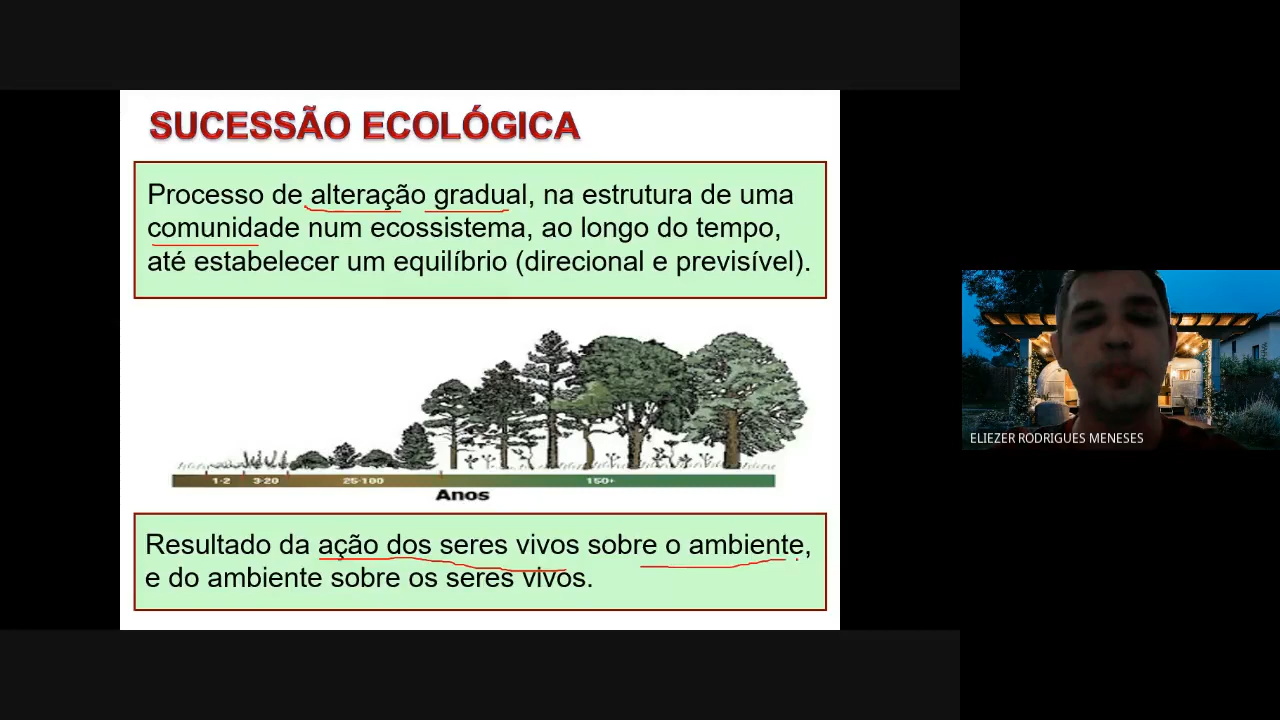 SUCESSÃO ECOLÓGICA
Processo de alteração gradual, na estrutura de uma
comunidade num ecossistema, ao longo do tempo,
até estabelecer um equilíbrio (direcional e previsível).
1-2 3-20 25-100 150+
Anos
Resultado da ação dos seres vivos sobre o ambiente,
e do ambiente sobre os seres vivos.
ELIEZER RODRIGUES MENESES